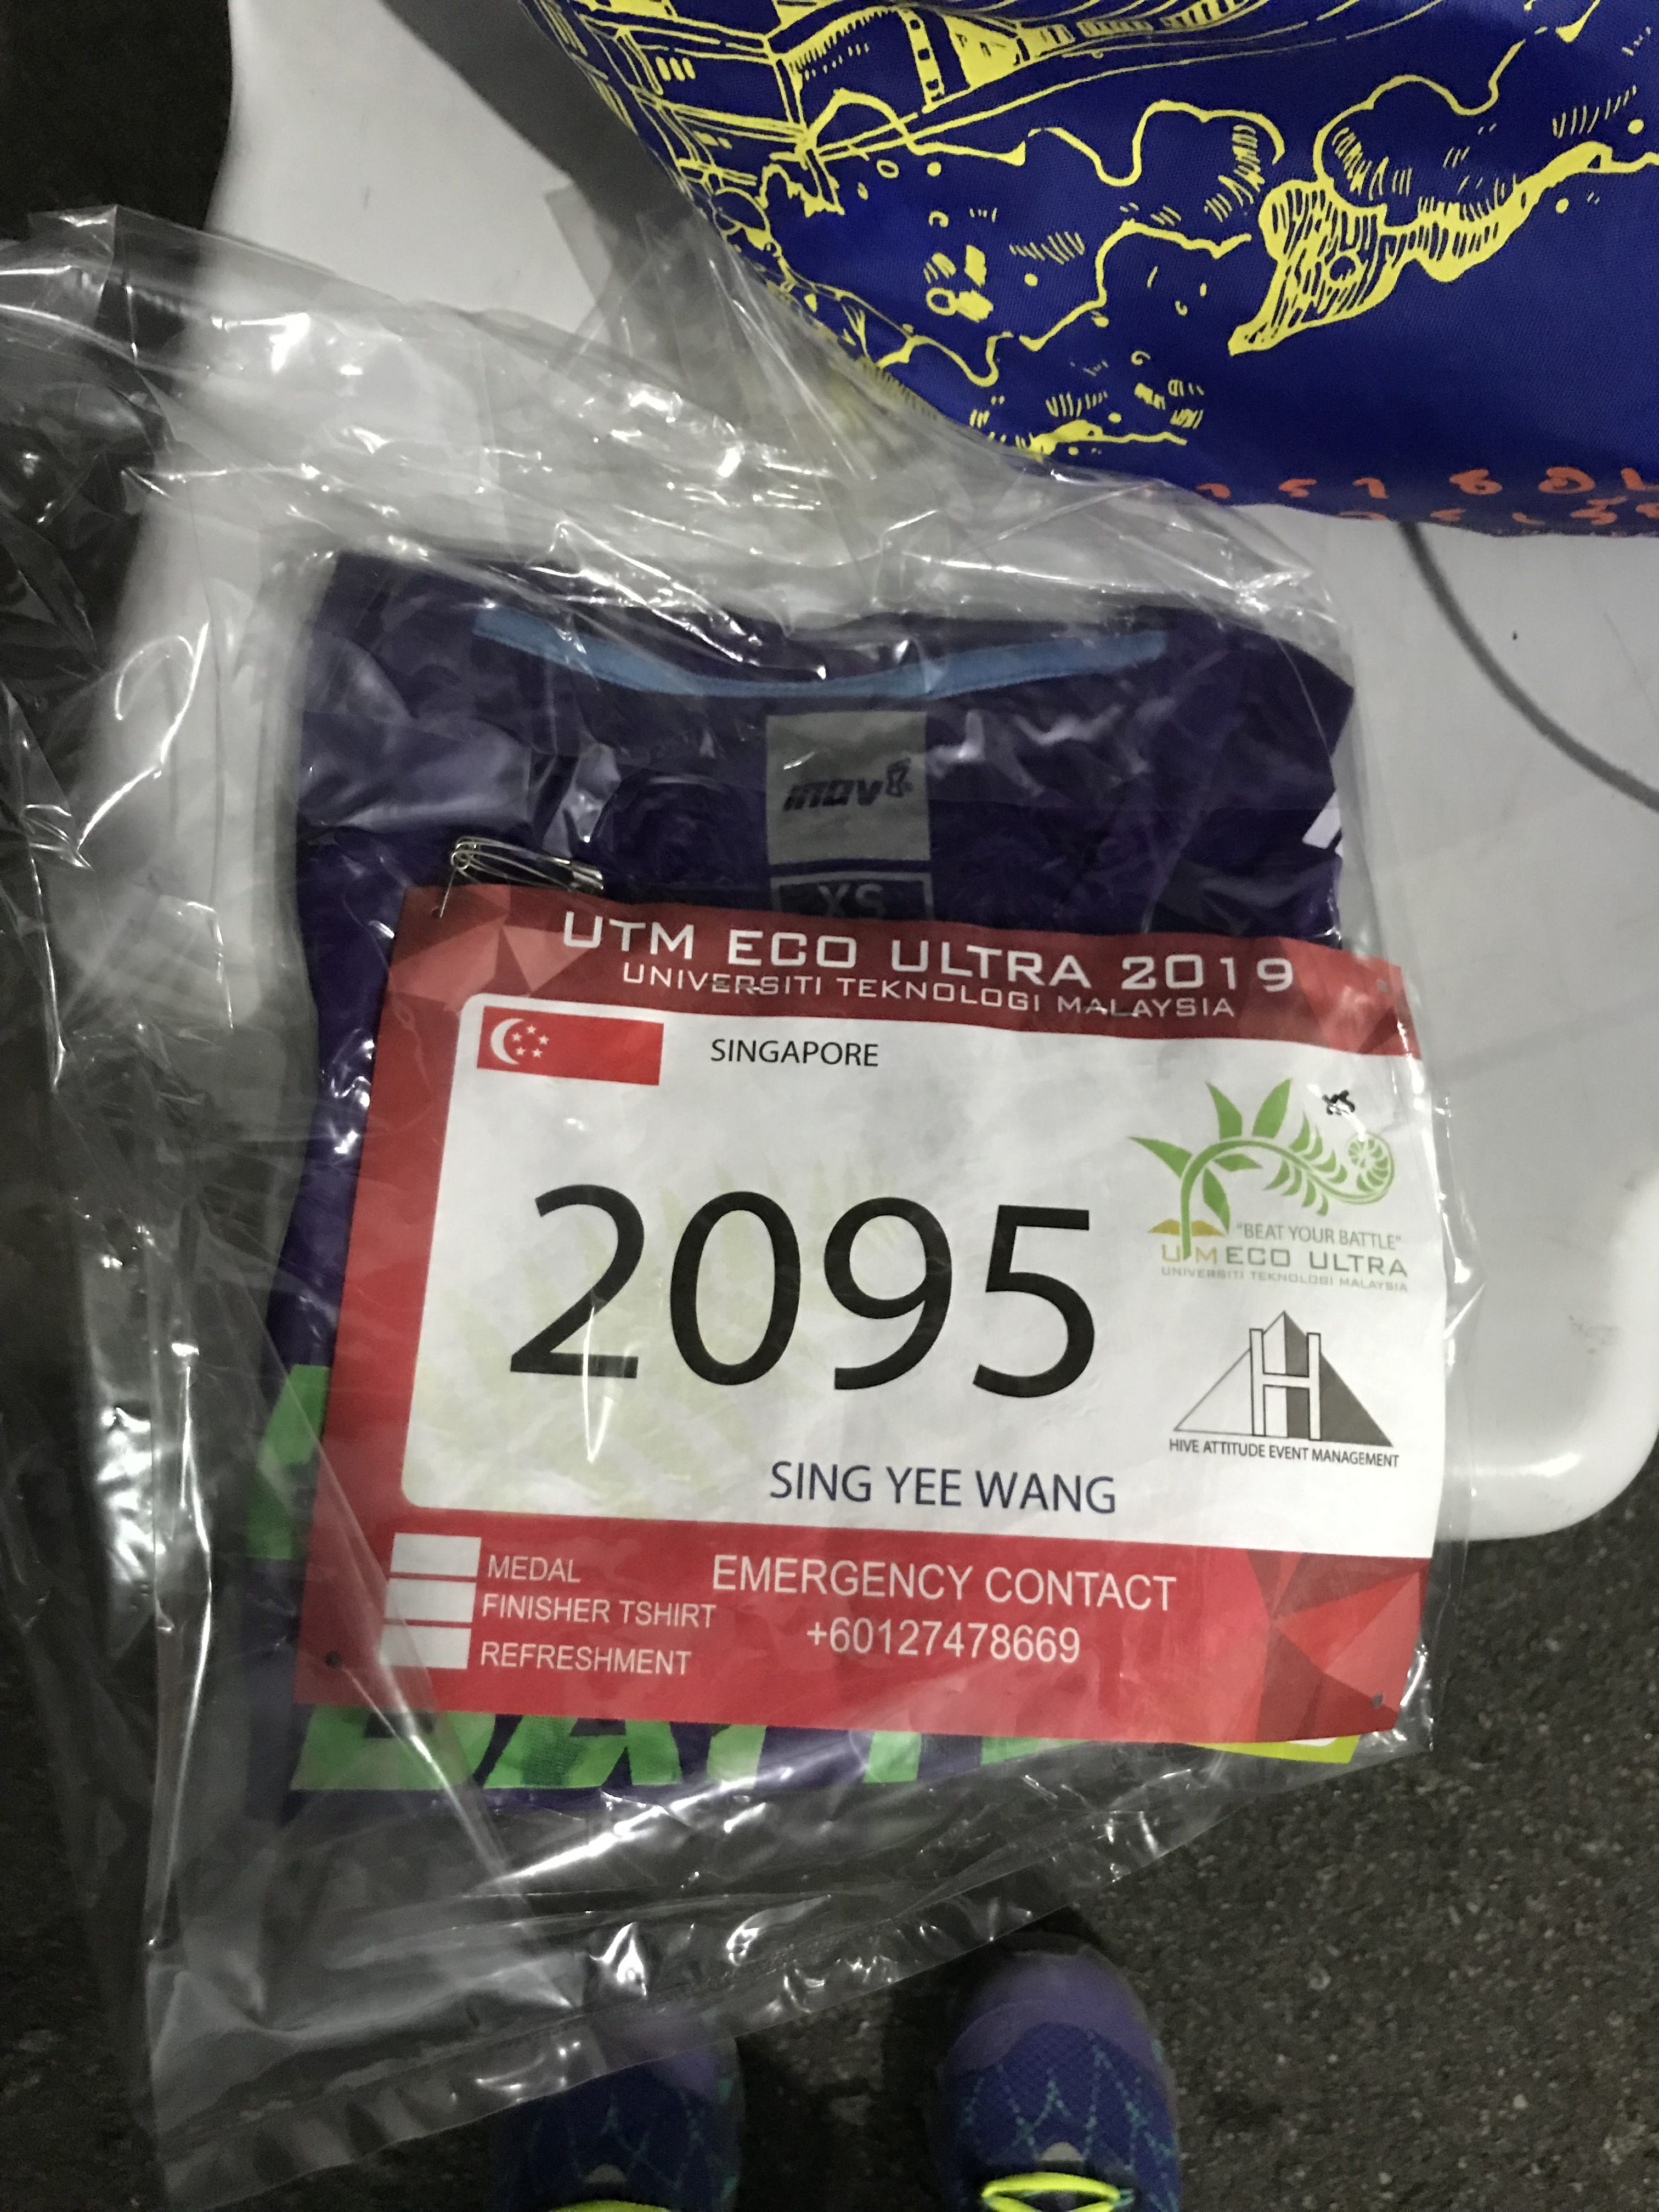 inov8
XS
UTM ECO ULTRA 2019
UNIVERSITI TEKNOLOGI MALAYSIA
SINGAPORE
XS
2095
"BEAT YOUR BATTLE"
UTM ECO ULTRA
UNIVERSITI TEKNOLOGI MALAYSIA
HIVE ATTITUDE EVENT MANAGEMENT
SING YEE WANG
MEDAL
FINISHER TSHIRT
REFRESHMENT
EMERGENCY CONTACT
+60127478669